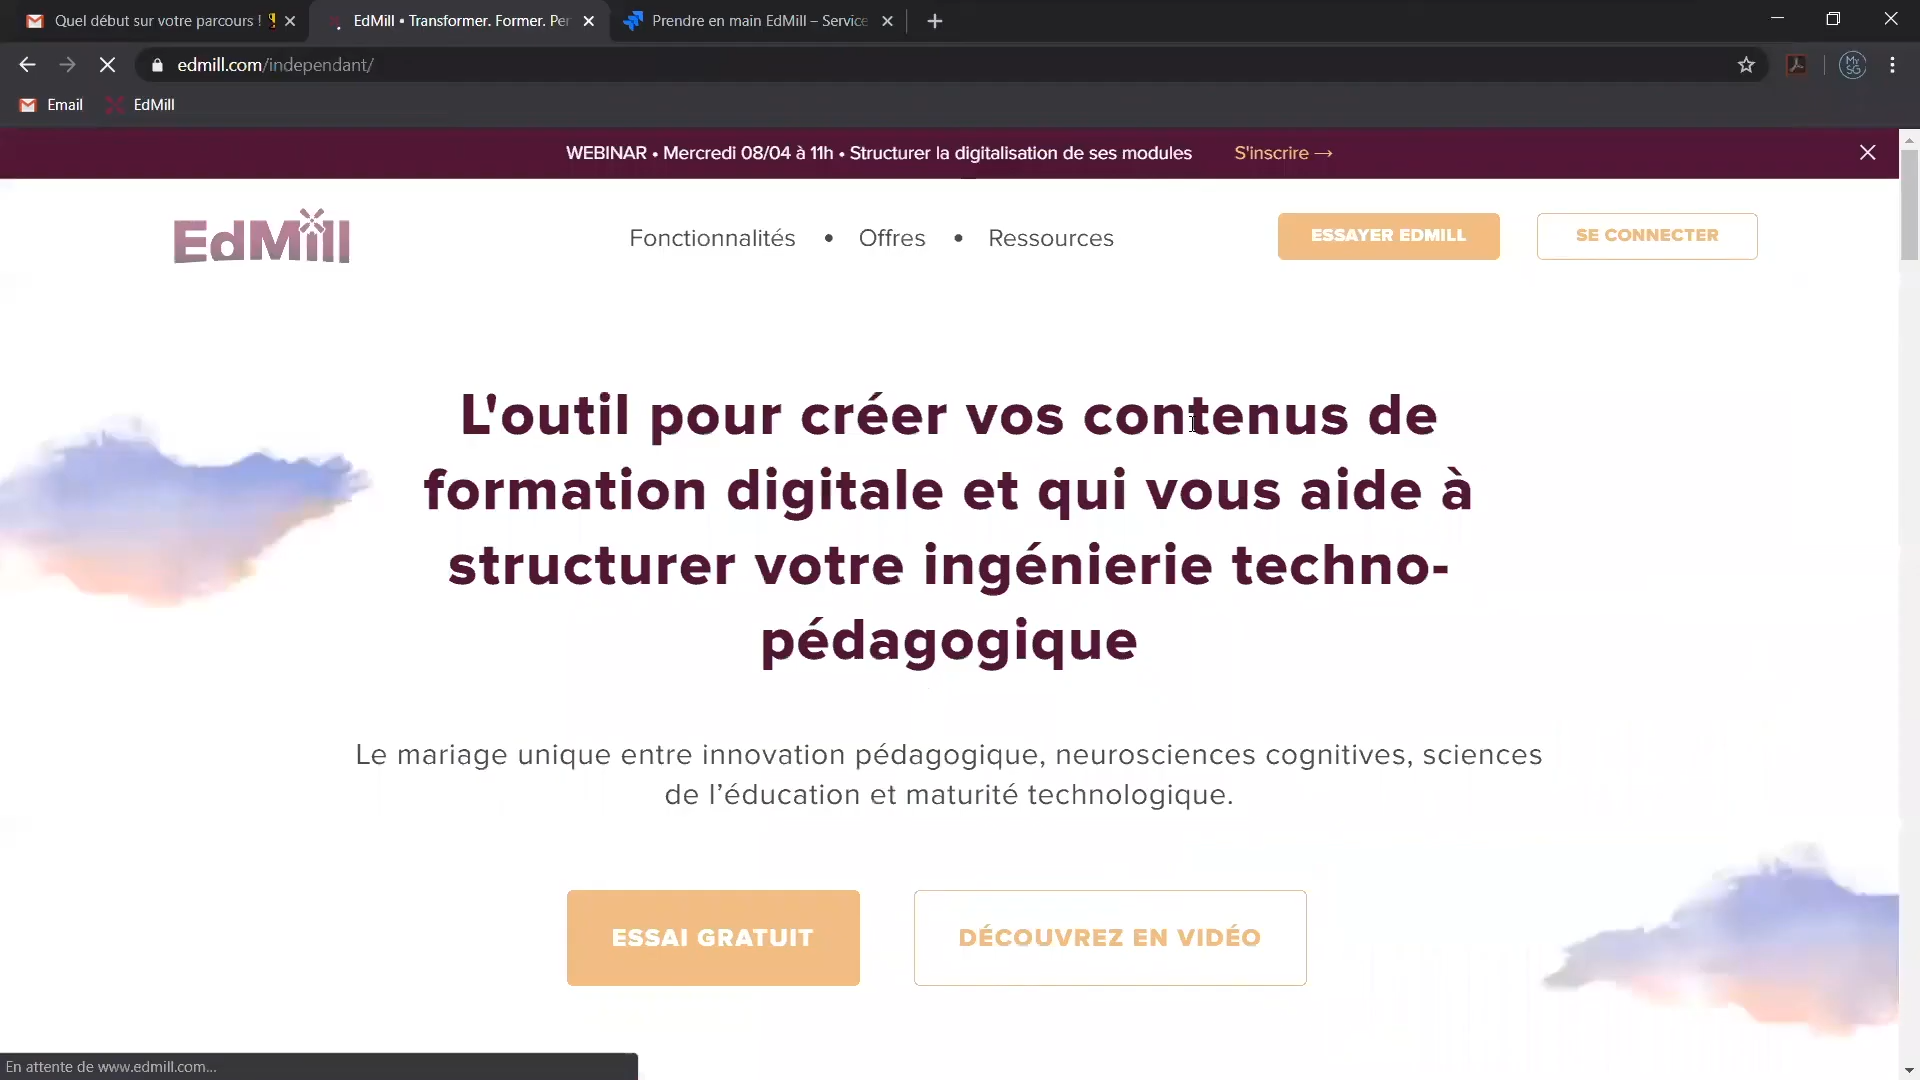 Quel début sur votre parcours !
EdMill • Transformer. Former. Per
Prendre en main EdMill – Service
edmill.com/independant/
Email
EdMill
WEBINAR • Mercredi 08/04 à 11h • Structurer la digitalisation de ses modules S'inscrire →
EdMill
Fonctionnalités • Offres • Ressources
ESSAYER EDMILL
SE CONNECTER
L'outil pour créer vos contenus de
formation digitale et qui vous aide à
structurer votre ingénierie techno-
pédagogique
Le mariage unique entre innovation pédagogique, neurosciences cognitives, sciences
de l’éducation et maturité technologique.
ESSAI GRATUIT
DÉCOUVREZ EN VIDÉO
En attente de www.edmill.com...